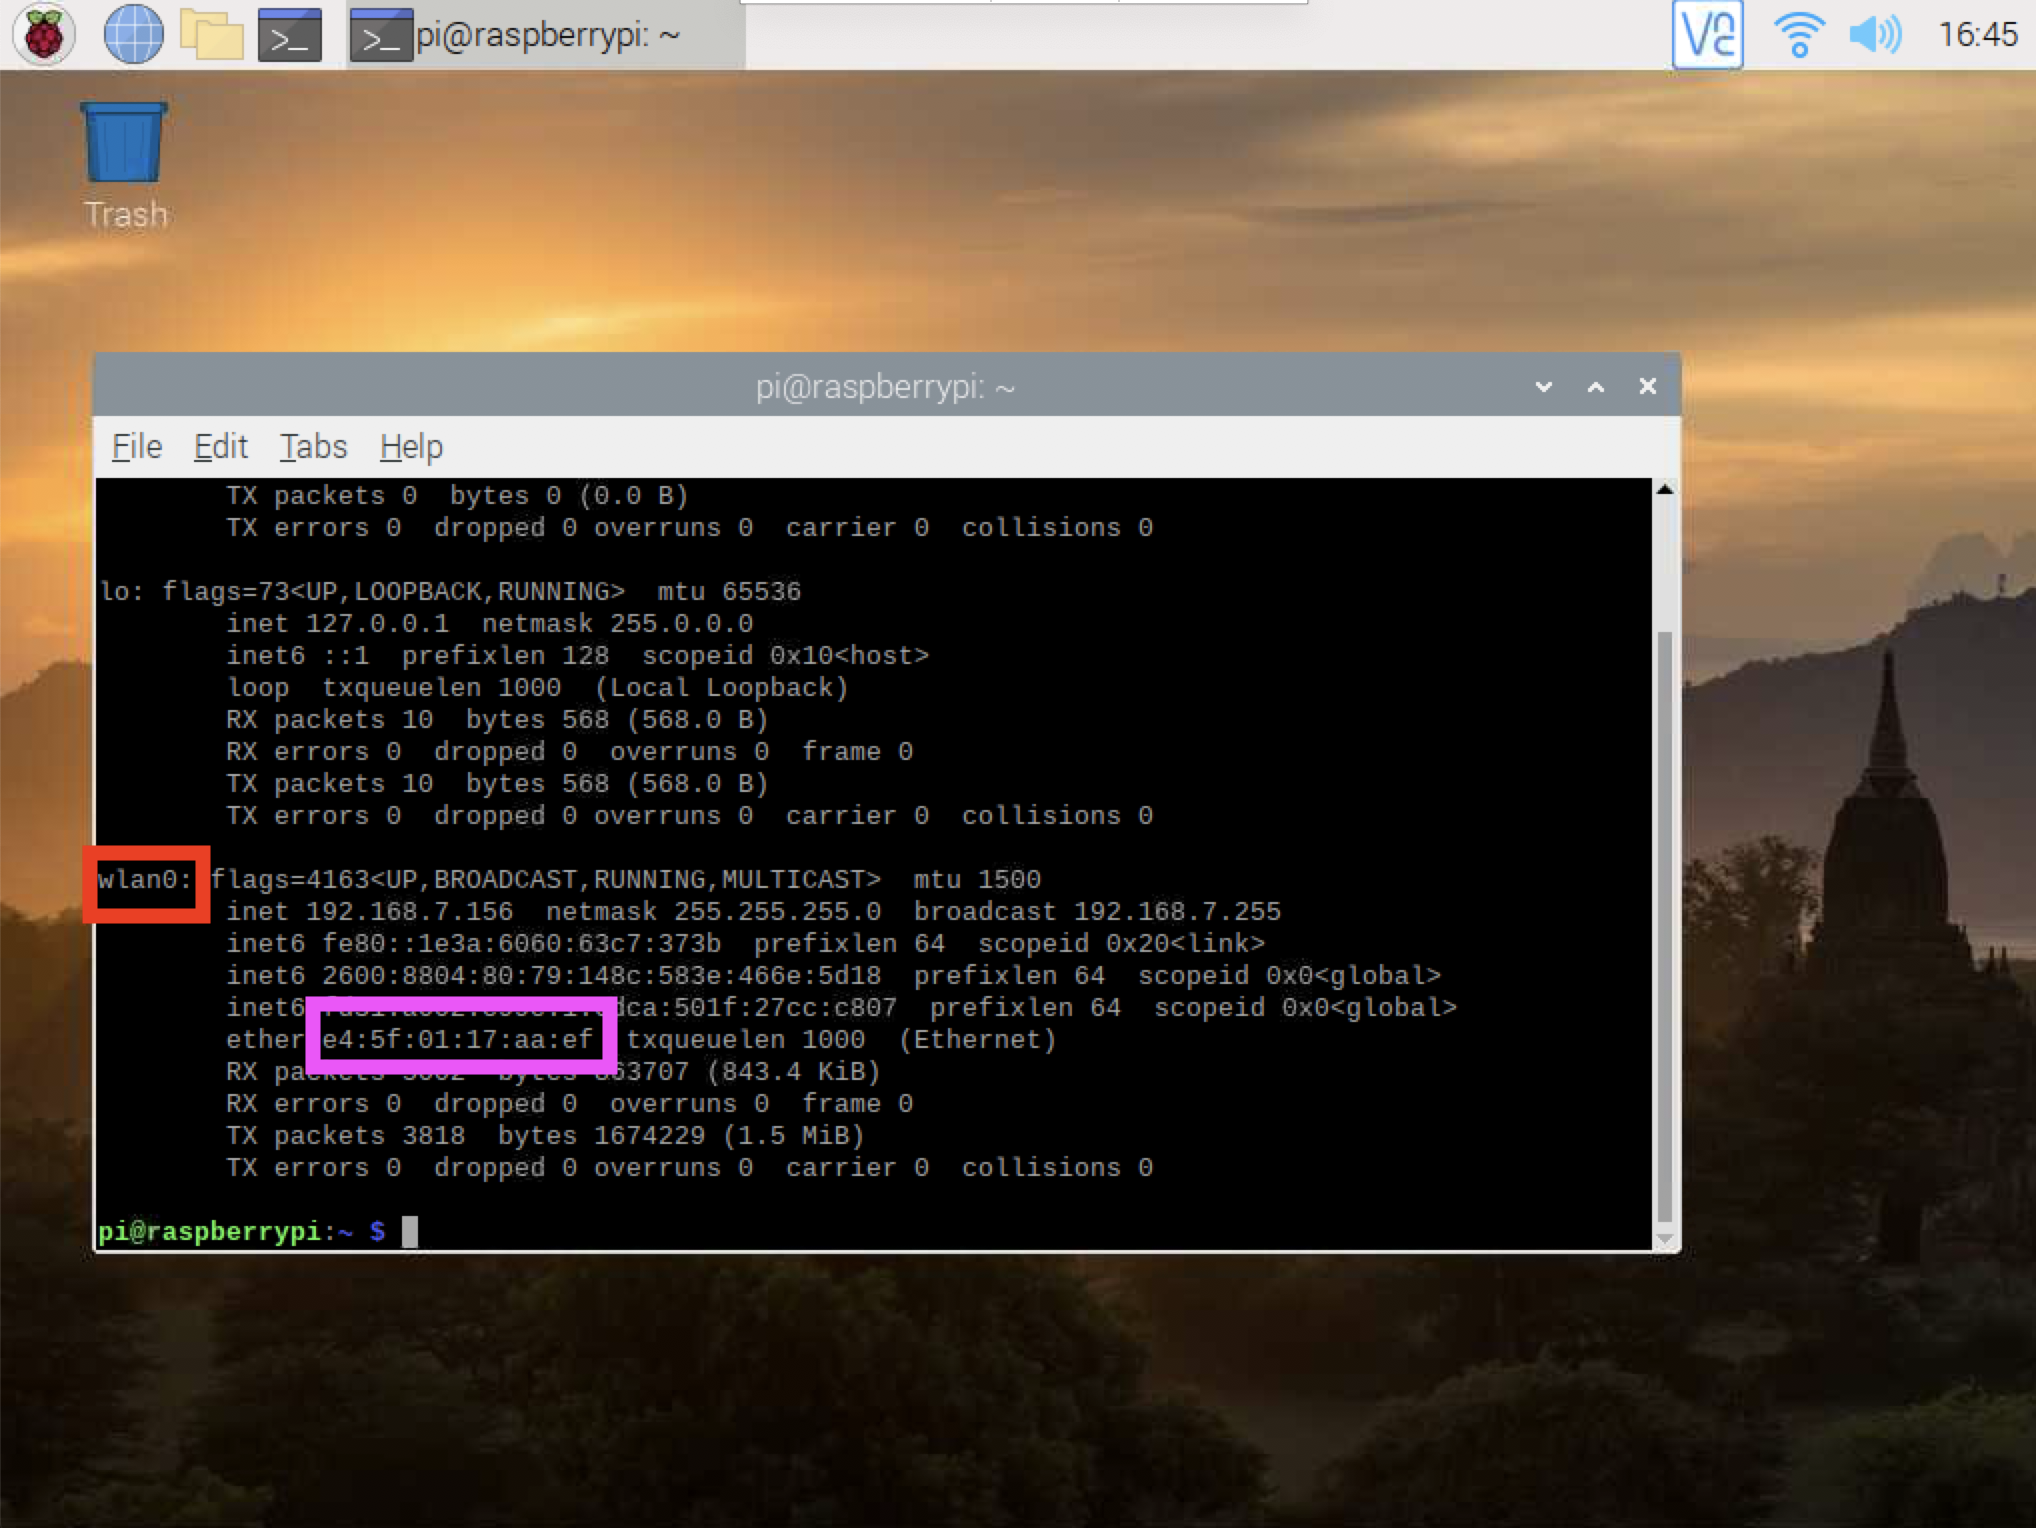 pi@raspberrypi: ~
VNC
16:45
Trash
pi@raspberrypi: ~
File Edit Tabs Help
TX packets 0 bytes 0 (0.0 B)
TX errors 0 dropped 0 overruns 0 carrier 0 collisions 0
lo: flags=73<UP,LOOPBACK,RUNNING> mtu 65536
inet 127.0.0.1 netmask 255.0.0.0
inet6 ::1 prefixlen 128 scopeid 0x10<host>
loop txqueuelen 1000 (Local Loopback)
RX packets 10 bytes 568 (568.0 B)
RX errors 0 dropped 0 overruns 0 frame 0
TX packets 10 bytes 568 (568.0 B)
TX errors 0 dropped 0 overruns 0 carrier 0 collisions 0
wlan0: flags=4163<UP,BROADCAST,RUNNING,MULTICAST> mtu 1500
inet 192.168.7.156 netmask 255.255.255.0 broadcast 192.168.7.255
inet6 fe80::1e3a:6060:63c7:373b prefixlen 64 scopeid 0x20<link>
inet6 2600:8804:80:79:148c:583e:466e:5d18 prefixlen 64 scopeid 0x0<global>
inet6 prefixlen 64 scopeid 0x0<global>
ether e4:5f:01:17:aa:ef txqueuelen 1000 (Ethernet)
RX packets bytes 863707 (843.4 KiB)
RX errors 0 dropped 0 overruns 0 frame 0
TX packets 3818 bytes 1674229 (1.5 MiB)
TX errors 0 dropped 0 overruns 0 carrier 0 collisions 0
pi@raspberrypi:~ $